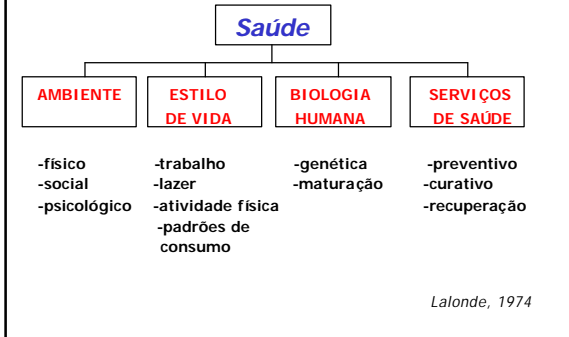 Saúde
AMBIENTE
ESTILO
DE VIDA
BIOLOGIA
HUMANA
SERVIÇOS
DE SAÚDE
-físico
-social
-psicológico
-trabalho
-lazer
-atividade física
-padrões de
consumo
-genética
-maturação
-preventivo
-curativo
-recuperação
Lalonde, 1974